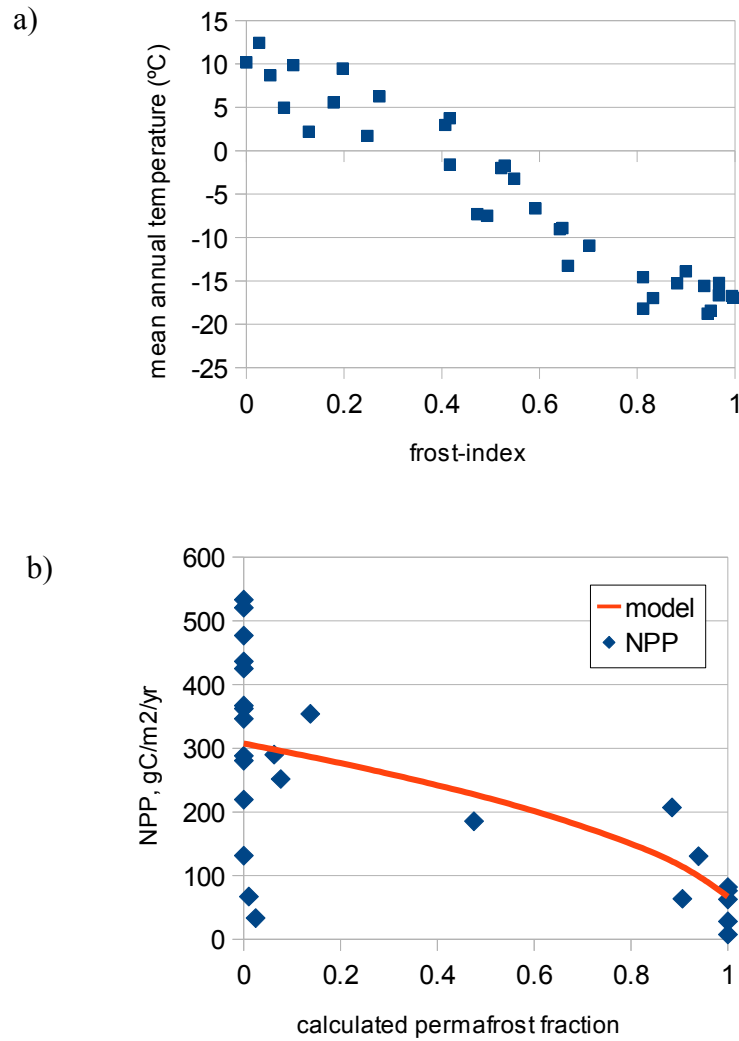 a)
mean annual temperature (ºC)
15
10
5
0
-5
-10
-15
-20
-25
0 0.2 0.4 0.6 0.8 1
frost-index
b)
NPP, gC/m2/yr
600
500
400
300
200
100
0
model
NPP
0 0.2 0.4 0.6 0.8 1
calculated permafrost fraction